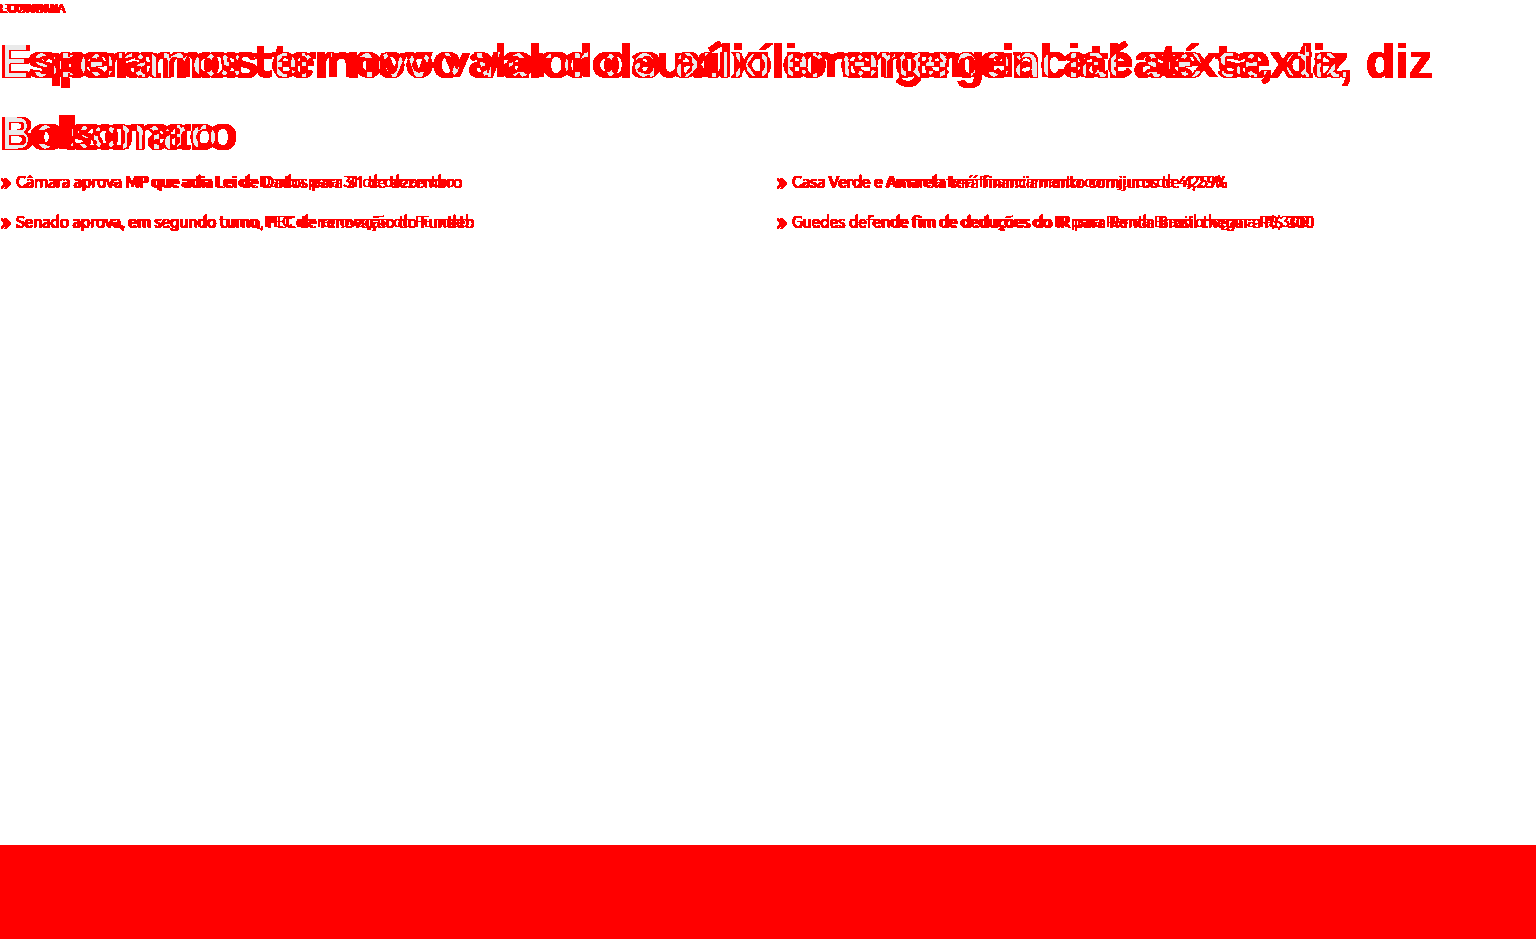 ECONOMIA
Esperamos ter novo valor do auxílio emergencial até sexta, diz
Bolsonaro
» Câmara aprova MP que adia Lei de Dados para 31 de dezembro
» Casa Verde e Amarela terá financiamento com juros de
» Senado aprova, em segundo turno, PEC de renovação do Fundeb
» Guedes defende fim de deduções do IR para Renda Brasil chegar a R$ 300